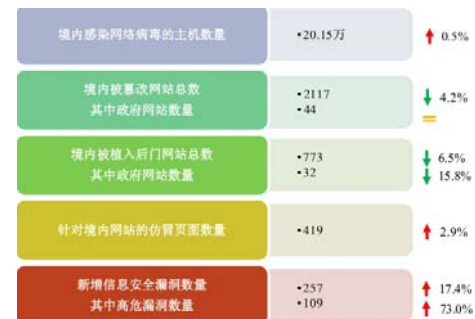 境内感染网络病毒的主机数量 •20.15万 ↑ 0.5%
境内被篡改网站总数 •2117 ↓ 4.2%
其中政府网站数量 •44 =
境内被植入后门网站总数 •773 ↓ 6.5%
其中政府网站数量 •32 ↓ 15.8%
针对境内网站的仿冒页面数量 •419 ↑ 2.9%
新增信息安全漏洞数量 •257 ↑ 17.4%
其中高危漏洞数量 •109 ↑ 73.0%